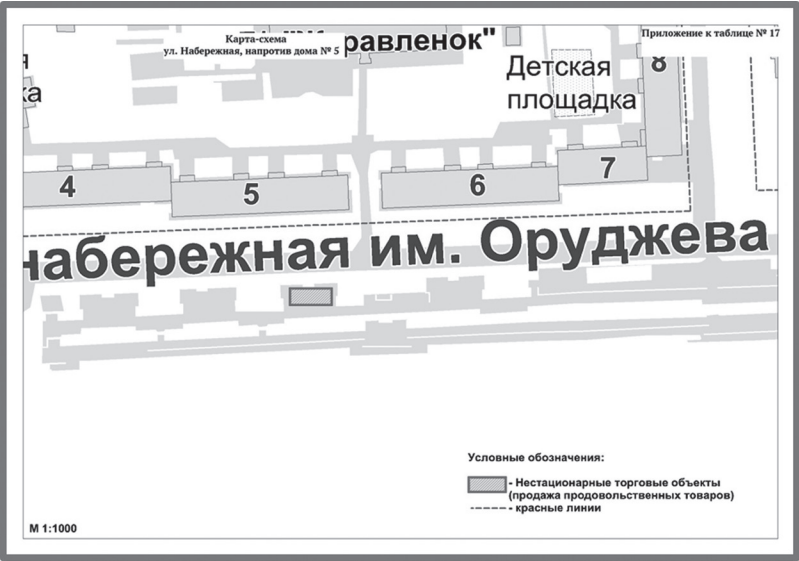 Карта-схема
ул. Набережная, напротив дома № 5
Приложение к таблице № 17
равленок"
Детская
площадка
ка
8
4
5
6
7
набережная им. Оруджева
Условные обозначения:
- Нестационарные торговые объекты
(продажа продовольственных товаров)
- красные линии
М 1:1000